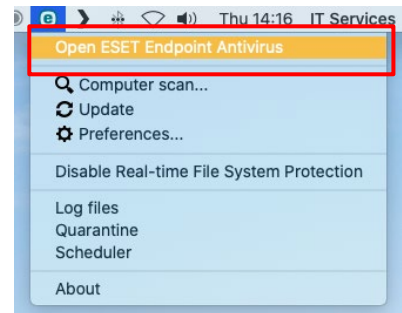 e Thu 14:16 IT Services
Open ESET Endpoint Antivirus
Computer scan...
Update
Preferences...
Disable Real-time File System Protection
Log files
Quarantine
Scheduler
About